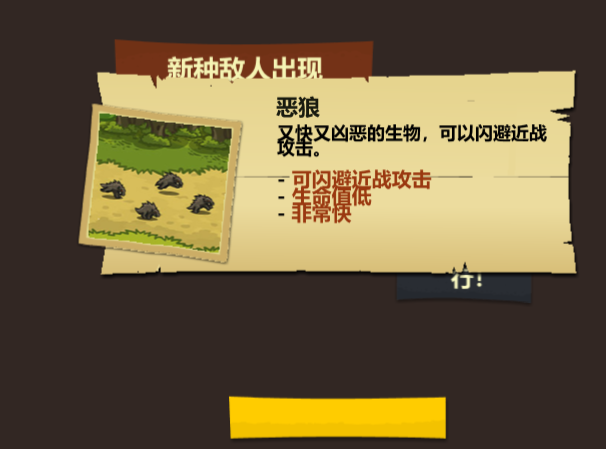 新种敌人出现
恶狼
又快又凶恶的生物，可以闪避近战
攻击。
- 可闪避近战攻击
- 生命值低
- 非常快
行!